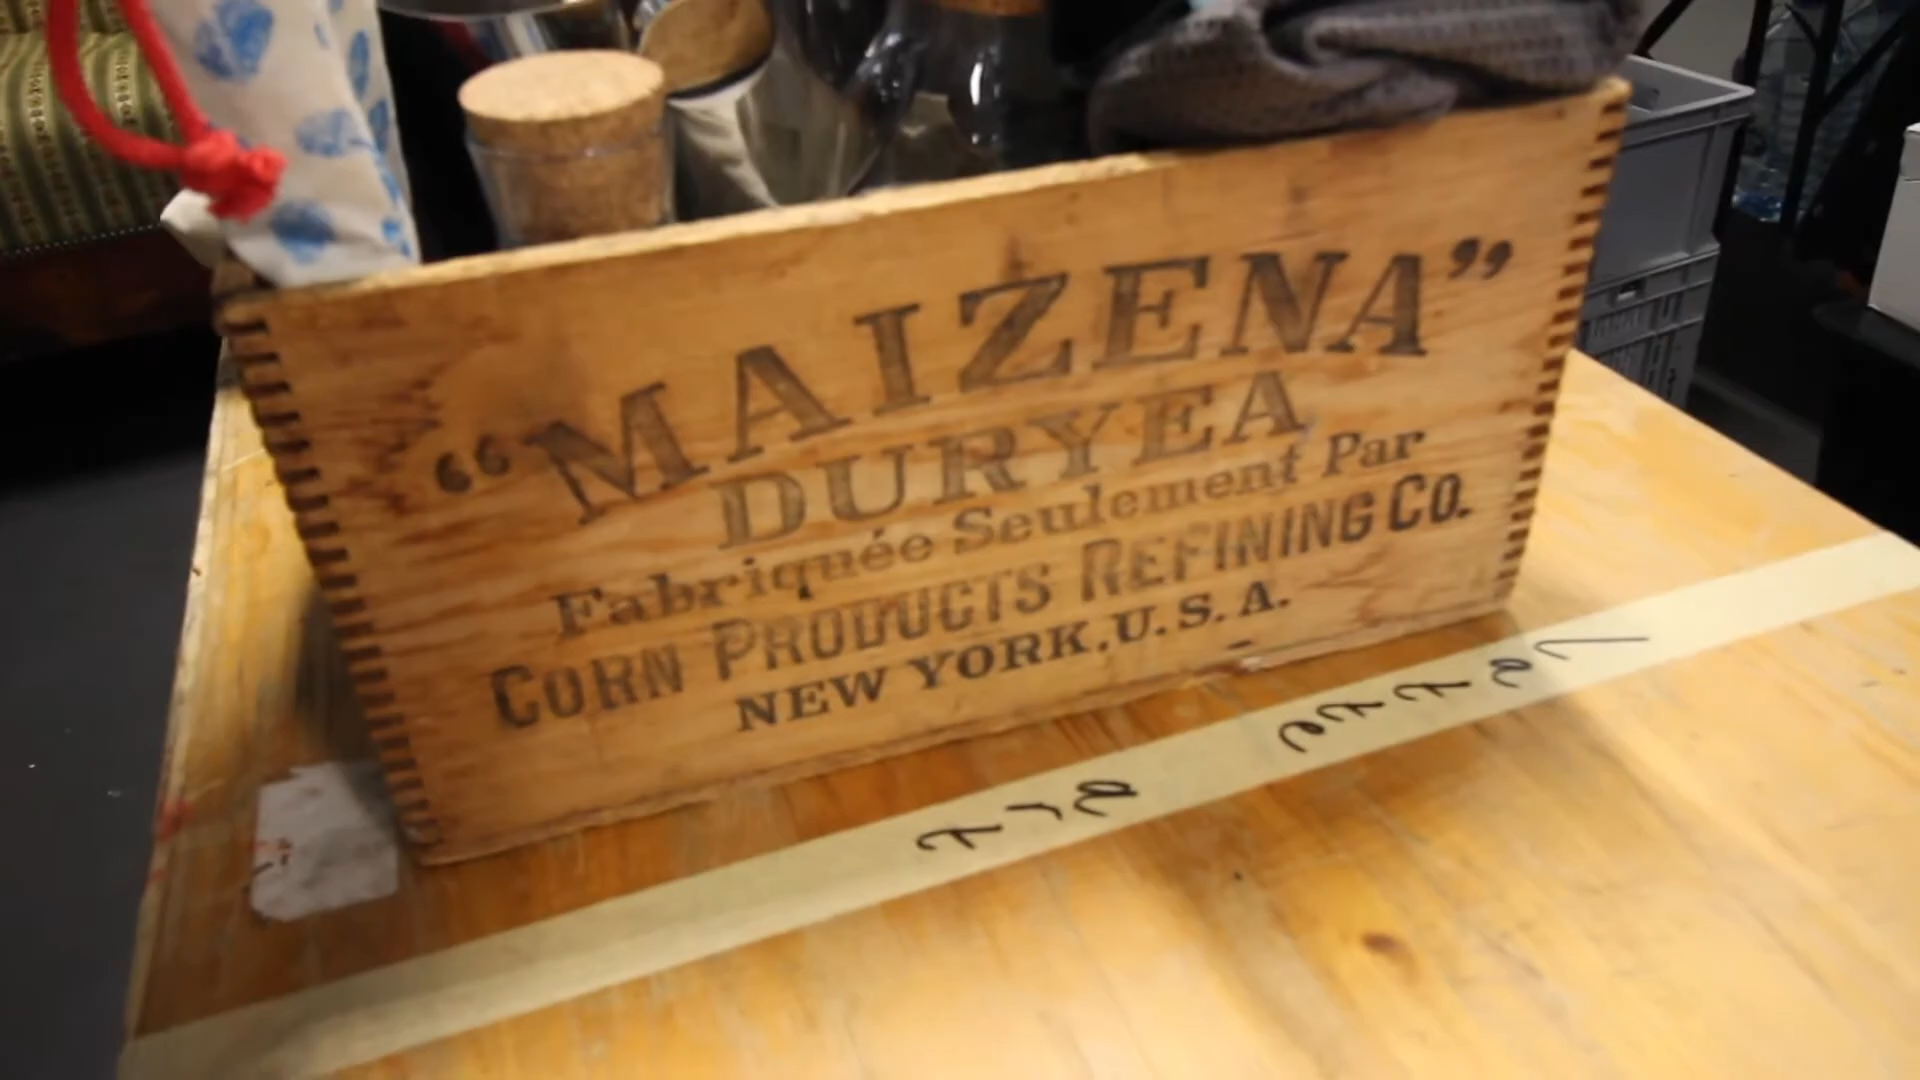 “MAIZENA”
DURYEA
Fabriquée Seulement Par
CORN PRODUCTS REFINING CO.
NEW YORK, U.S.A.
Latte art